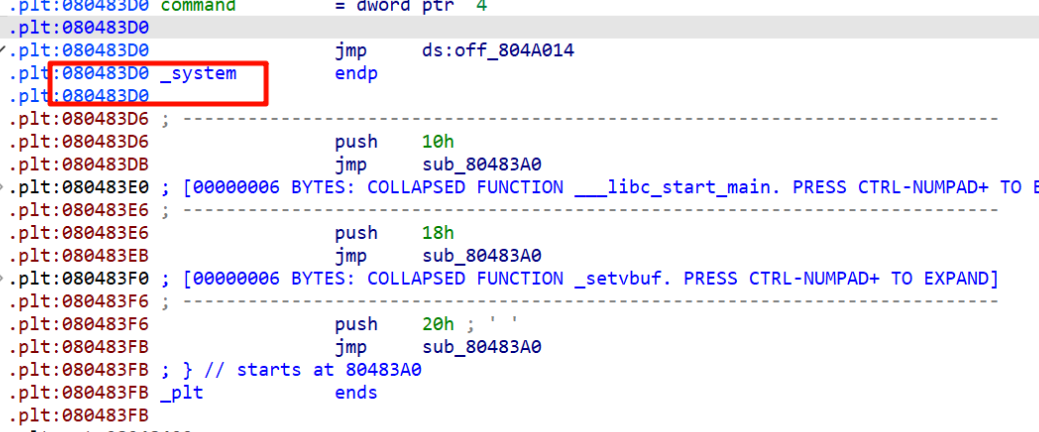 .plt:080483D0 command = dword ptr 4
.plt:080483D0
.plt:080483D0 jmp ds:off_804A014
.plt:080483D0 _system endp
.plt:080483D0
.plt:080483D6 ; ---------------------------------------------------------------------------
.plt:080483D6 push 10h
.plt:080483DB jmp sub_80483A0
.plt:080483E0 ; [00000006 BYTES: COLLAPSED FUNCTION ___libc_start_main. PRESS CTRL-NUMPAD+ TO E
.plt:080483E6 ; ---------------------------------------------------------------------------
.plt:080483E6 push 18h
.plt:080483EB jmp sub_80483A0
.plt:080483F0 ; [00000006 BYTES: COLLAPSED FUNCTION _setvbuf. PRESS CTRL-NUMPAD+ TO EXPAND]
.plt:080483F6 ; ---------------------------------------------------------------------------
.plt:080483F6 push 20h ; ' '
.plt:080483FB jmp sub_80483A0
.plt:080483FB ; } // starts at 80483A0
.plt:080483FB _plt ends
.plt:080483FB